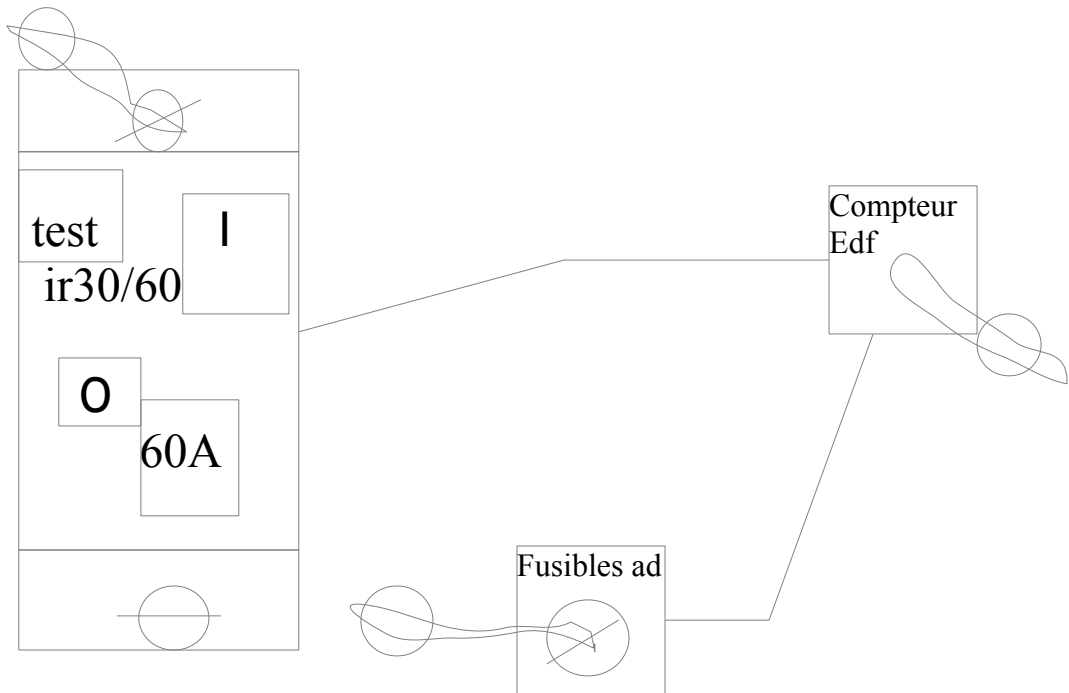 test
I
ir30/60
O
60A
Compteur
Edf
Fusibles ad